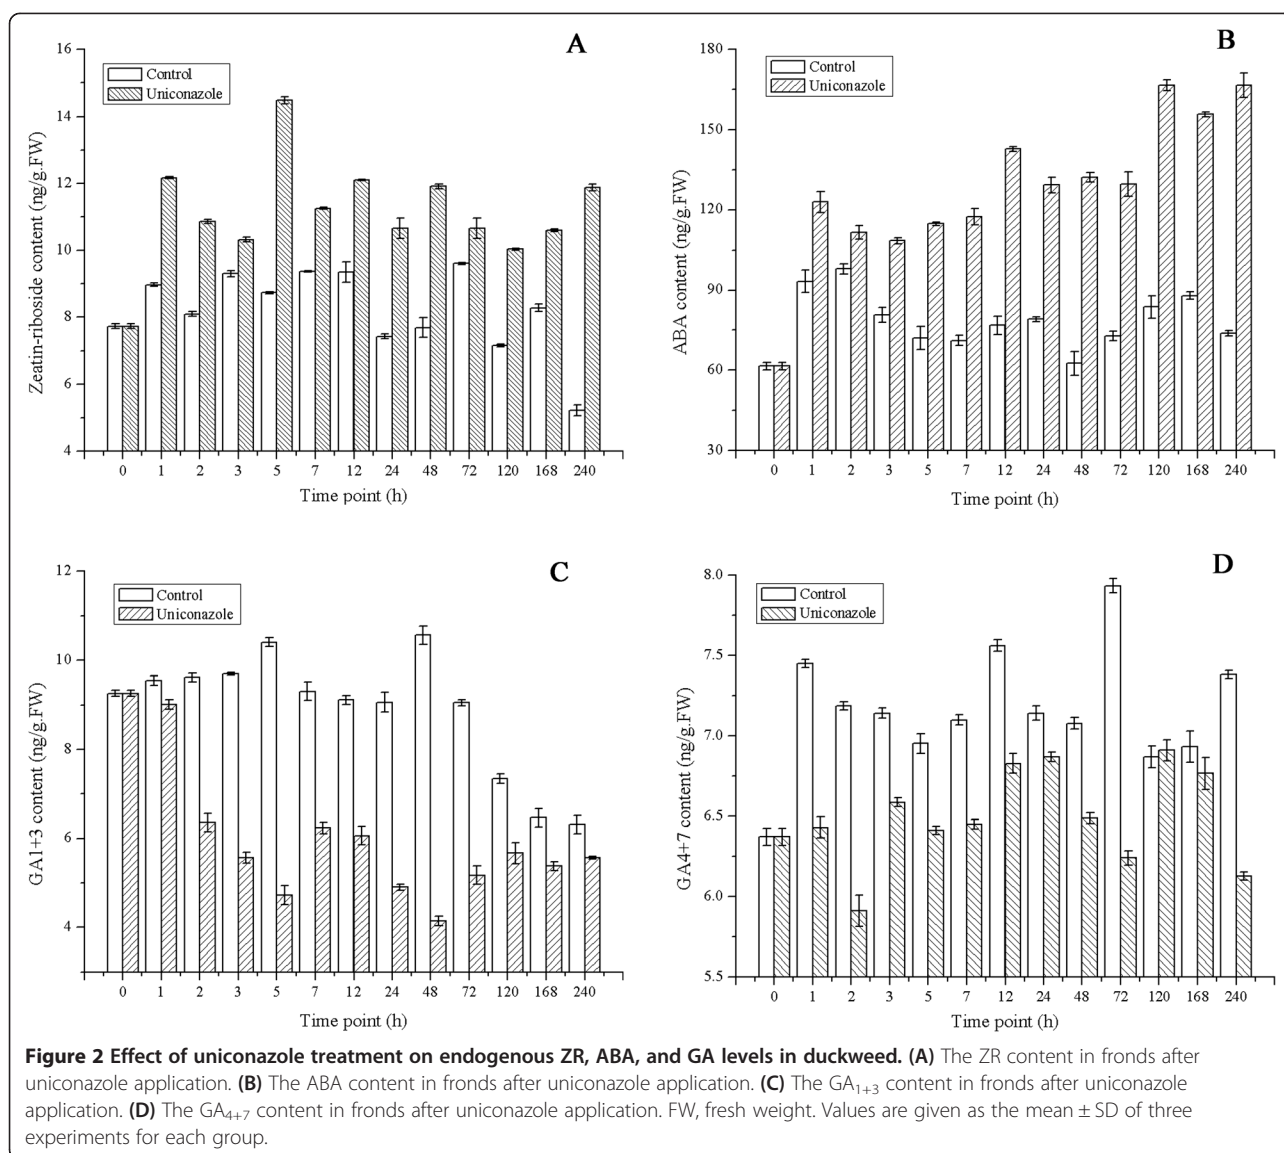 A
16
14
12
10
8
6
4
Zeatin-riboside content (ng/g.FW)
Control
Uniconazole
0 1 2 3 5 7 12 24 48 72 120 168 240
Time point (h)
B
180
150
120
90
60
30
ABA content (ng/g.FW)
Control
Uniconazole
0 1 2 3 5 7 12 24 48 72 120 168 240
Time point (h)
C
12
10
8
6
4
GA1+3 content (ng/g.FW)
Control
Uniconazole
0 1 2 3 5 7 12 24 48 72 120 168 240
Time point (h)
D
8.0
7.5
7.0
6.5
6.0
5.5
GA4+7 content (ng/g.FW)
Control
Uniconazole
0 1 2 3 5 7 12 24 48 72 120 168 240
Time point (h)
Figure 2 Effect of uniconazole treatment on endogenous ZR, ABA, and GA levels in duckweed. (A) The ZR content in fronds after
uniconazole application. (B) The ABA content in fronds after uniconazole application. (C) The GA1+3 content in fronds after uniconazole
application. (D) The GA4+7 content in fronds after uniconazole application. FW, fresh weight. Values are given as the mean ± SD of three
experiments for each group.